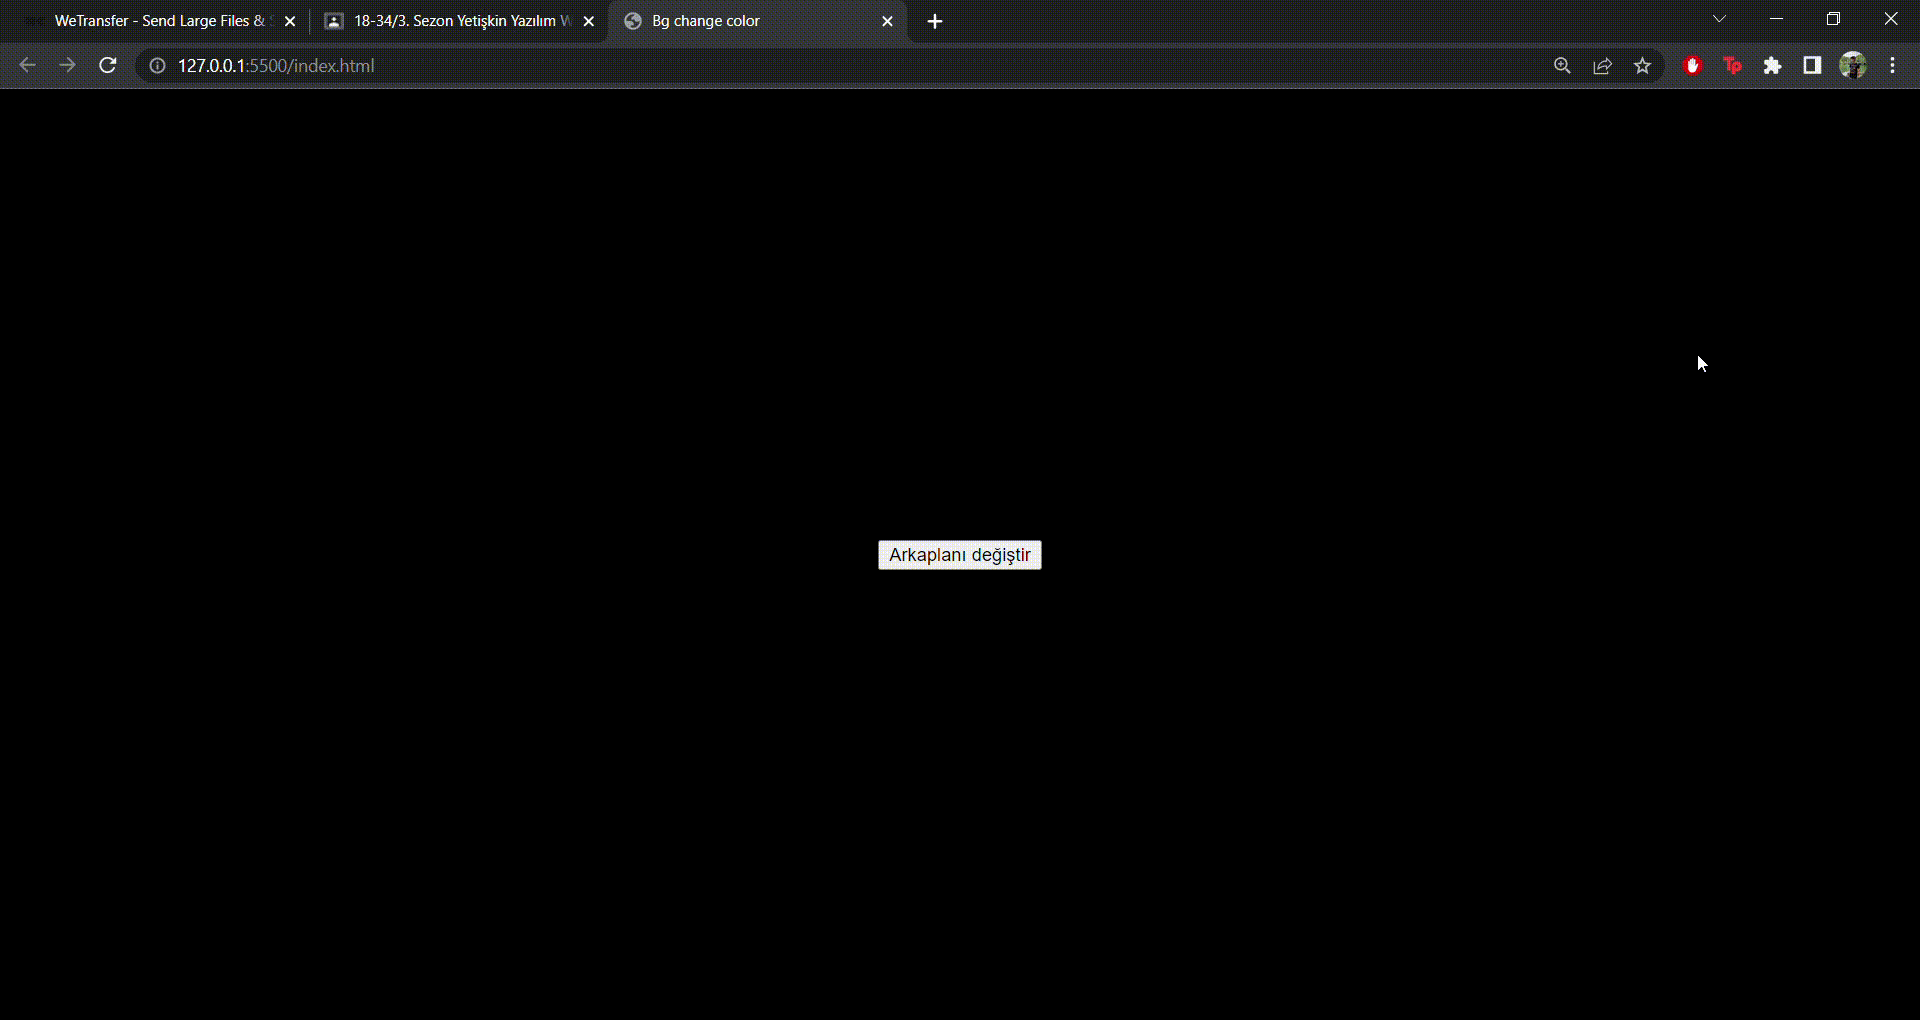 WeTransfer - Send Large Files &
18-34/3. Sezon Yetişkin Yazılım W
Bg change color
127.0.0.1:5500/index.html
Tp
Arkaplanı değiştir